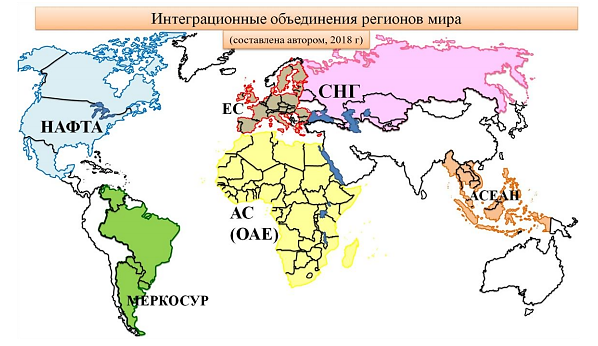 Интеграционные объединения регионов мира
(составлена автором, 2018 г)
СНГ
ЕС
НАФТА
АСЕАН
АС
(ОАЕ)
МЕРКОСУР